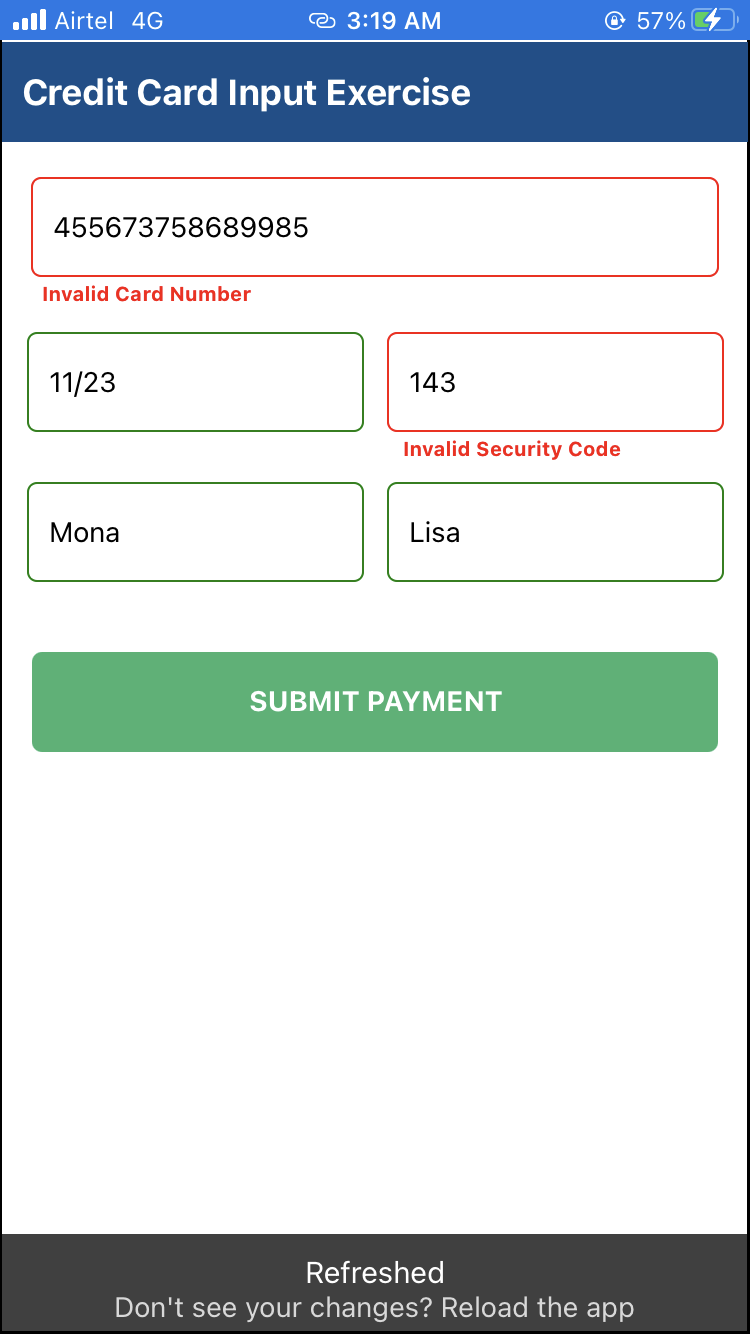 Airtel 4G 3:19 AM 57%
Credit Card Input Exercise
455673758689985
Invalid Card Number
11/23 143
Invalid Security Code
Mona Lisa
SUBMIT PAYMENT
Refreshed
Don't see your changes? Reload the app